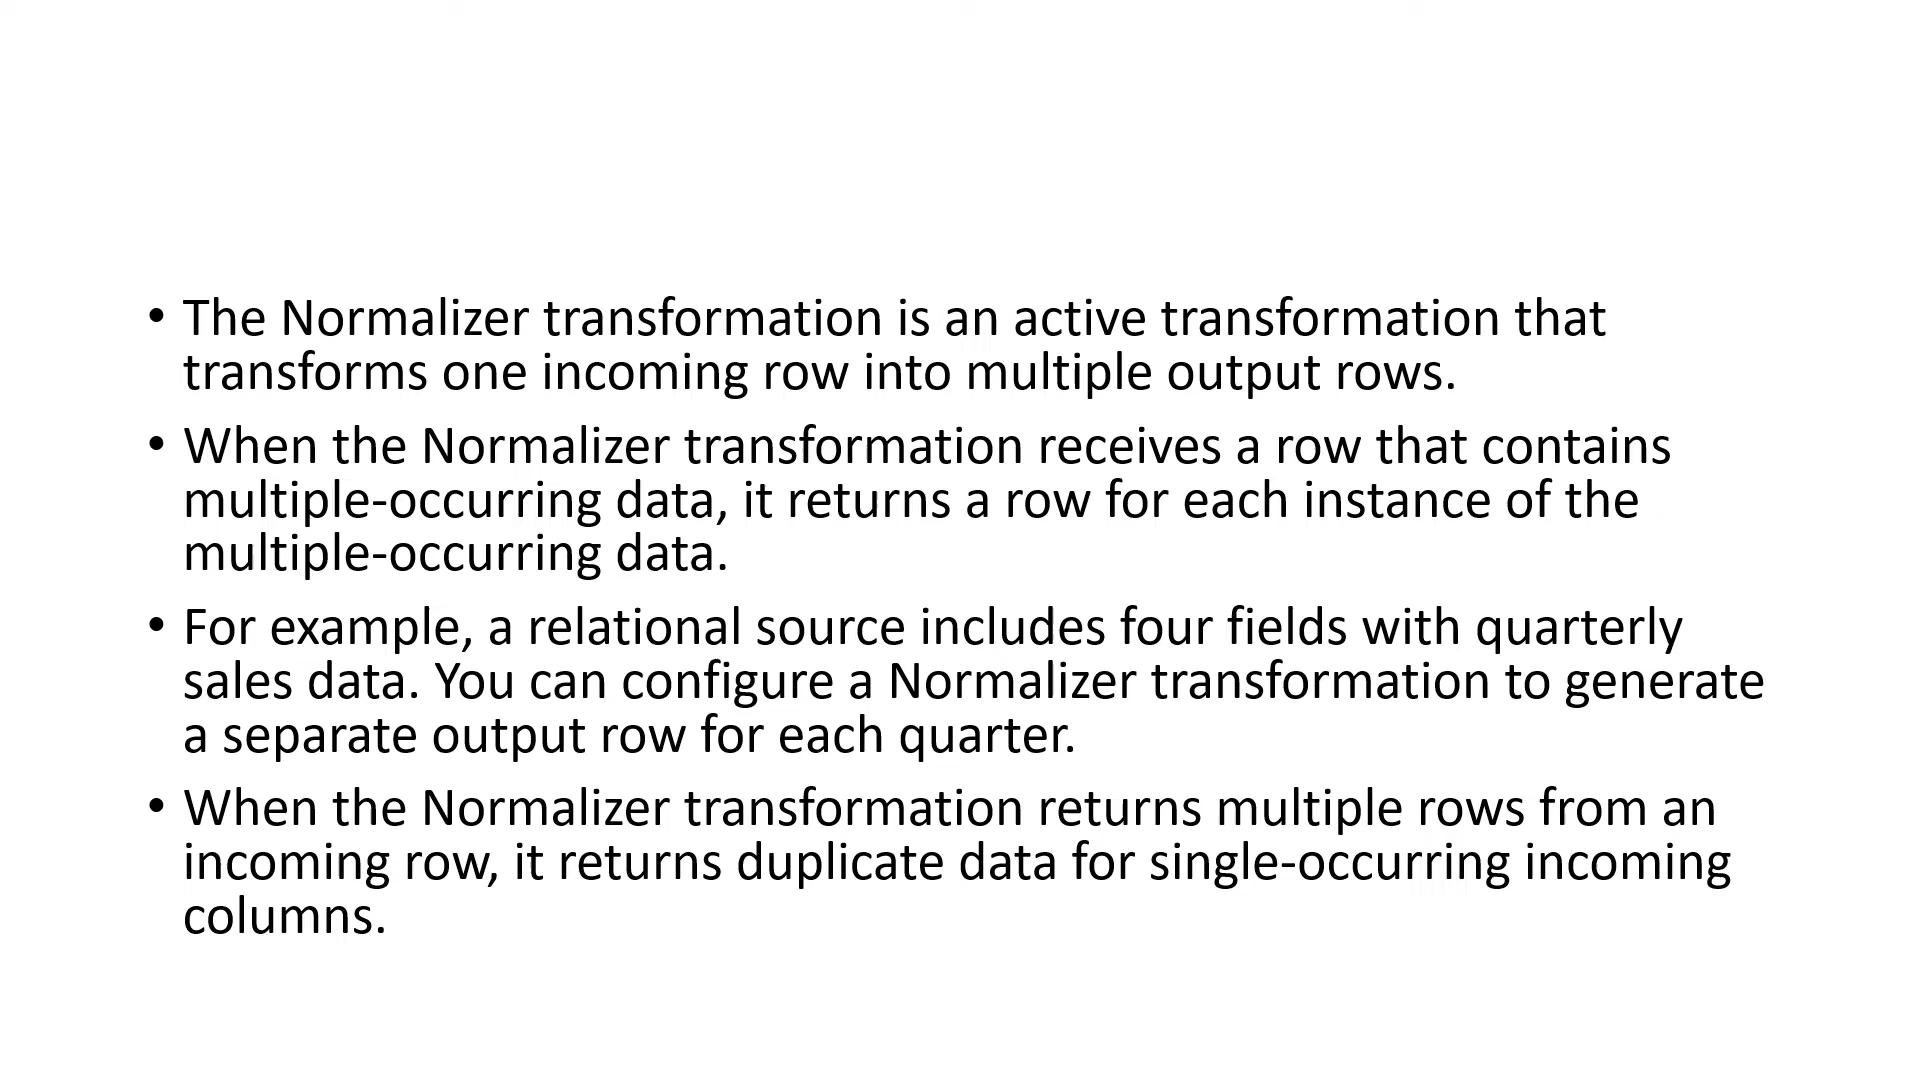 • The Normalizer transformation is an active transformation that
transforms one incoming row into multiple output rows.
• When the Normalizer transformation receives a row that contains
multiple-occurring data, it returns a row for each instance of the
multiple-occurring data.
• For example, a relational source includes four fields with quarterly
sales data. You can configure a Normalizer transformation to generate
a separate output row for each quarter.
• When the Normalizer transformation returns multiple rows from an
incoming row, it returns duplicate data for single-occurring incoming
columns.